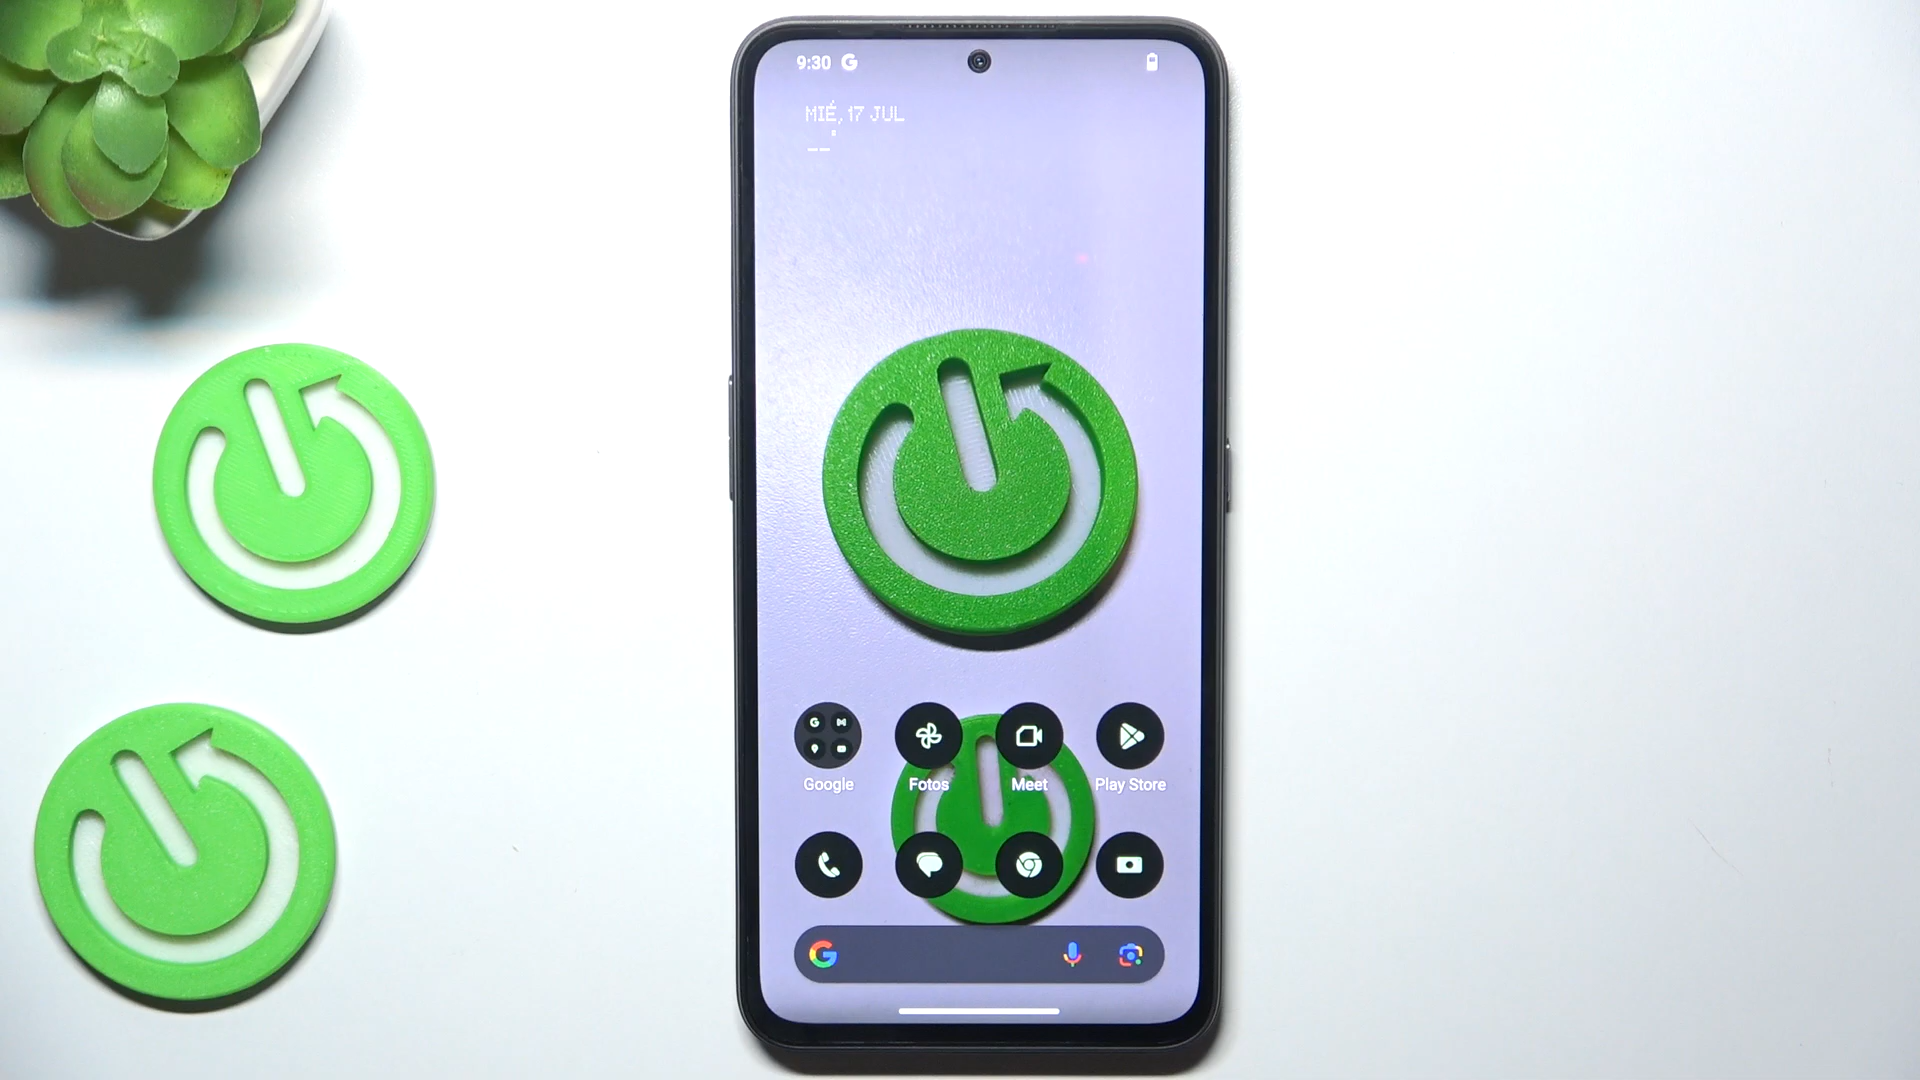 9:30 G
MIÉ, 17 JUL
--°
Google
Fotos
Meet
Play Store
G